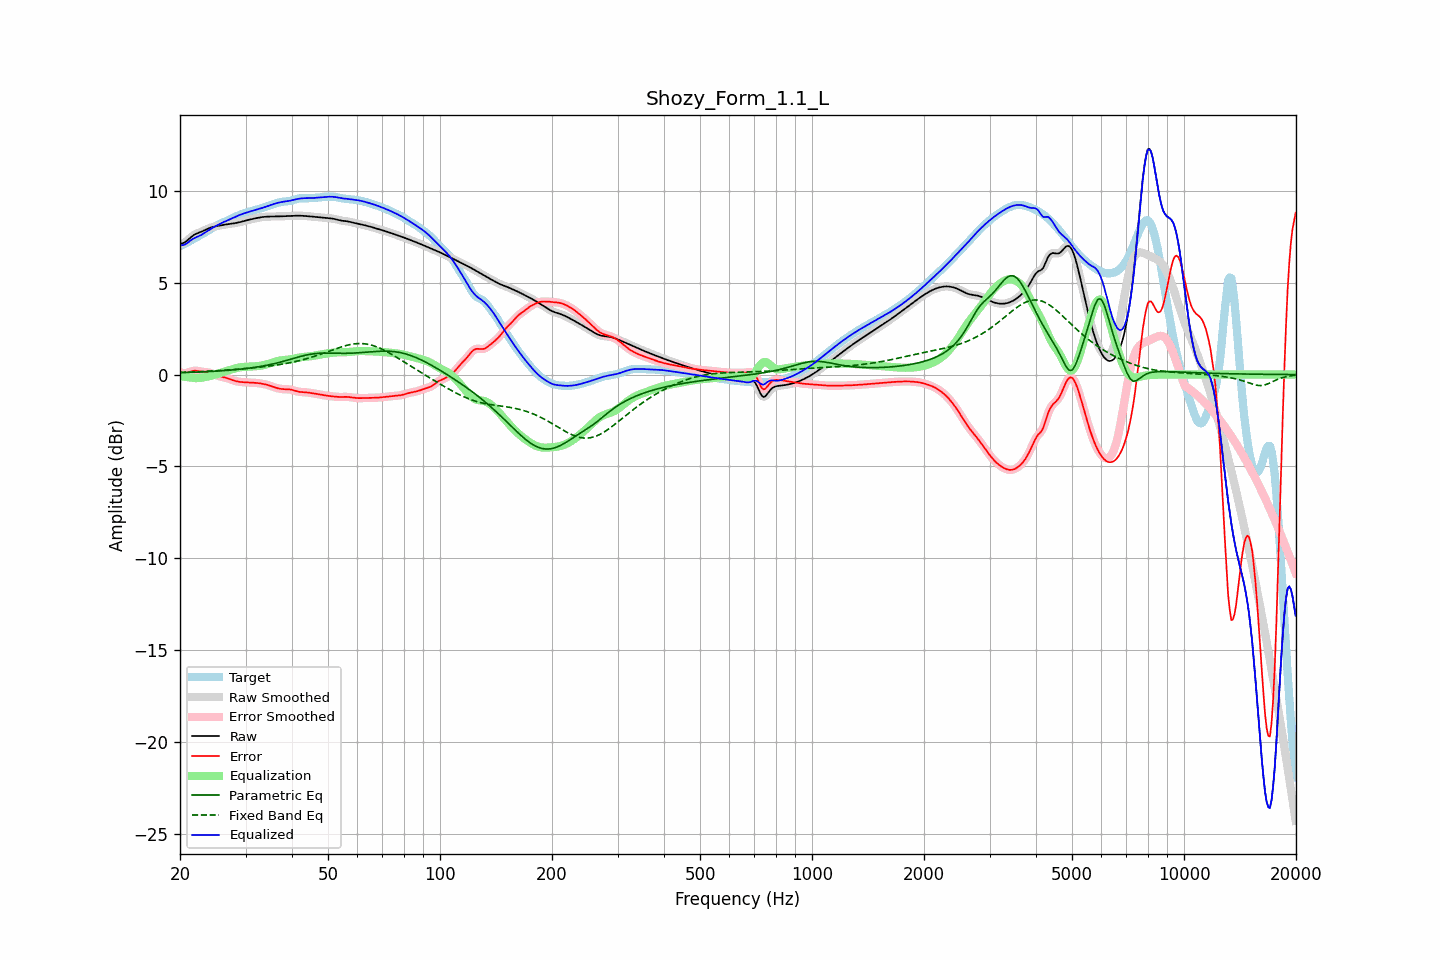 Shozy_Form_1.1_L
Amplitude (dBr)
10
5
0
−5
−10
−15
−20
−25
Target
Raw Smoothed
Error Smoothed
Raw
Error
Equalization
Parametric Eq
Fixed Band Eq
Equalized
20 50 100 200 500 1000 2000 5000 10000 20000
Frequency (Hz)